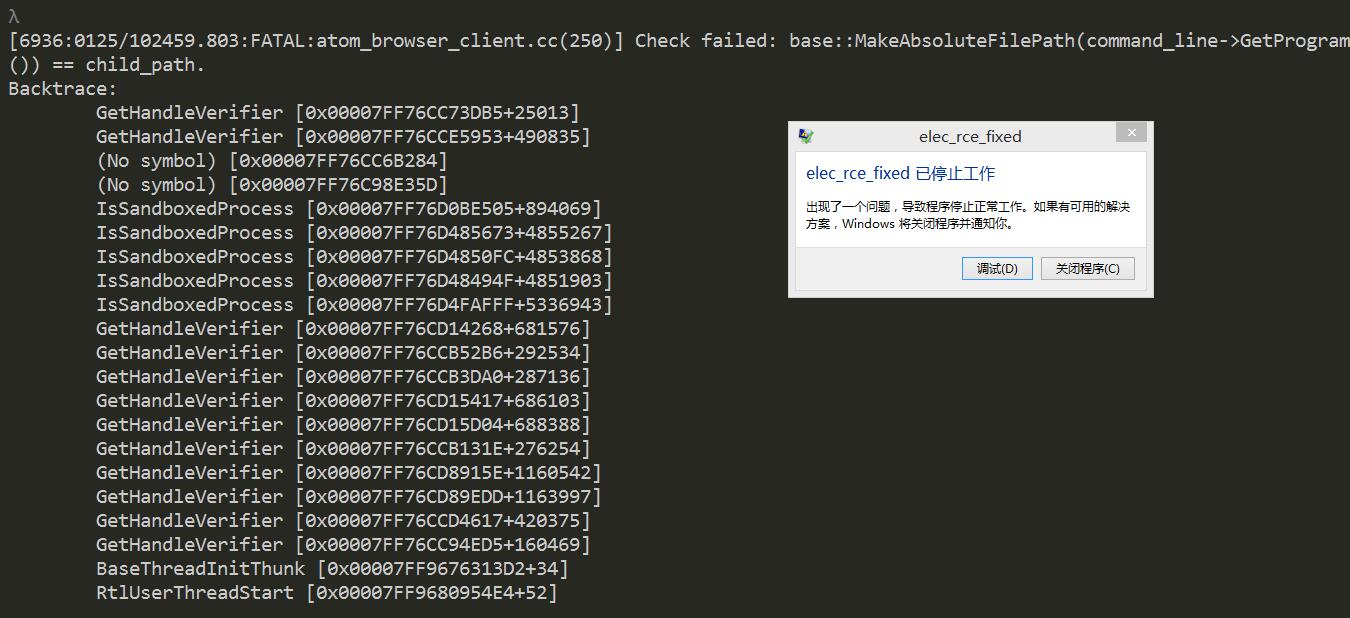 λ
[6936:0125/102459.803:FATAL:atom_browser_client.cc(250)] Check failed: base::MakeAbsoluteFilePath(command_line->GetProgram
()) == child_path.
Backtrace:
GetHandleVerifier [0x00007FF76CC73DB5+25013]
GetHandleVerifier [0x00007FF76CCE5953+490835]
(No symbol) [0x00007FF76CC6B284]
(No symbol) [0x00007FF76C98E35D]
IsSandboxedProcess [0x00007FF76D0BE505+894069]
IsSandboxedProcess [0x00007FF76D485673+4855267]
IsSandboxedProcess [0x00007FF76D4850FC+4853868]
IsSandboxedProcess [0x00007FF76D48494F+4851903]
IsSandboxedProcess [0x00007FF76D4FAFFF+5336943]
GetHandleVerifier [0x00007FF76CD14268+681576]
GetHandleVerifier [0x00007FF76CCB52B6+292534]
GetHandleVerifier [0x00007FF76CCB3DA0+287136]
GetHandleVerifier [0x00007FF76CD15417+686103]
GetHandleVerifier [0x00007FF76CD15D04+688388]
GetHandleVerifier [0x00007FF76CCB131E+276254]
GetHandleVerifier [0x00007FF76CD8915E+1160542]
GetHandleVerifier [0x00007FF76CD89EDD+1163997]
GetHandleVerifier [0x00007FF76CCD4617+420375]
GetHandleVerifier [0x00007FF76CC94ED5+160469]
BaseThreadInitThunk [0x00007FF9676313D2+34]
RtlUserThreadStart [0x00007FF9680954E4+52]
elec_rce_fixed
elec_rce_fixed 已停止工作
出现了一个问题，导致程序停止正常工作。如果有可用的解决
方案，Windows 将关闭程序并通知你。
调试(D) 关闭程序(C)